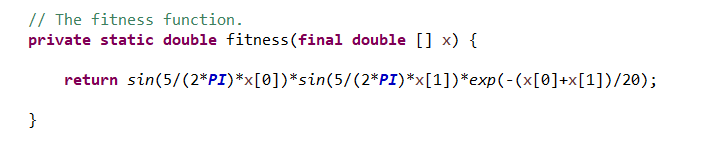 // The fitness function.
private static double fitness(final double [] x) {
return sin(5/(2*PI)*x[0])*sin(5/(2*PI)*x[1])*exp(-(x[0]+x[1])/20);
}